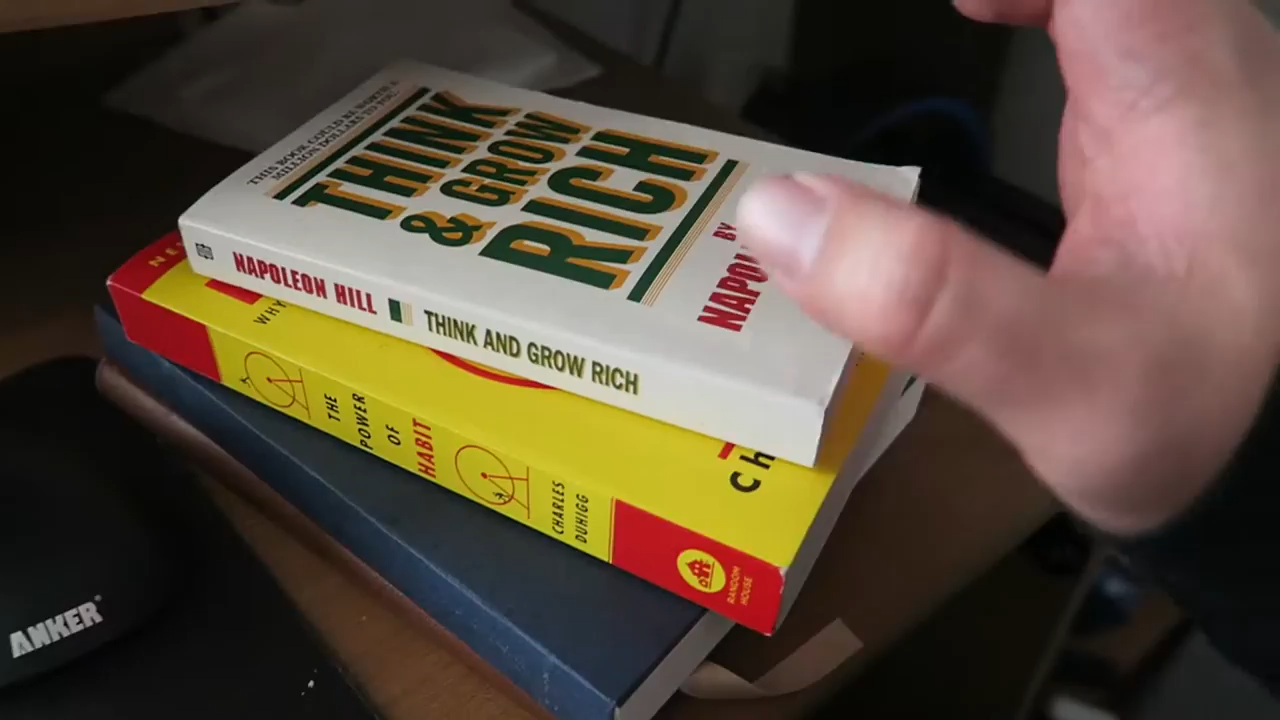 THIS BOOK COULD BE WORTH A
MILLION DOLLARS TO YOU
THINK
& GROW
RICH
BY
NAPOLEON HILL
THINK AND GROW RICH
WHY
THE
POWER
OF
HABIT
CHARLES
DUHIGG
RANDOM
HOUSE
ANKER